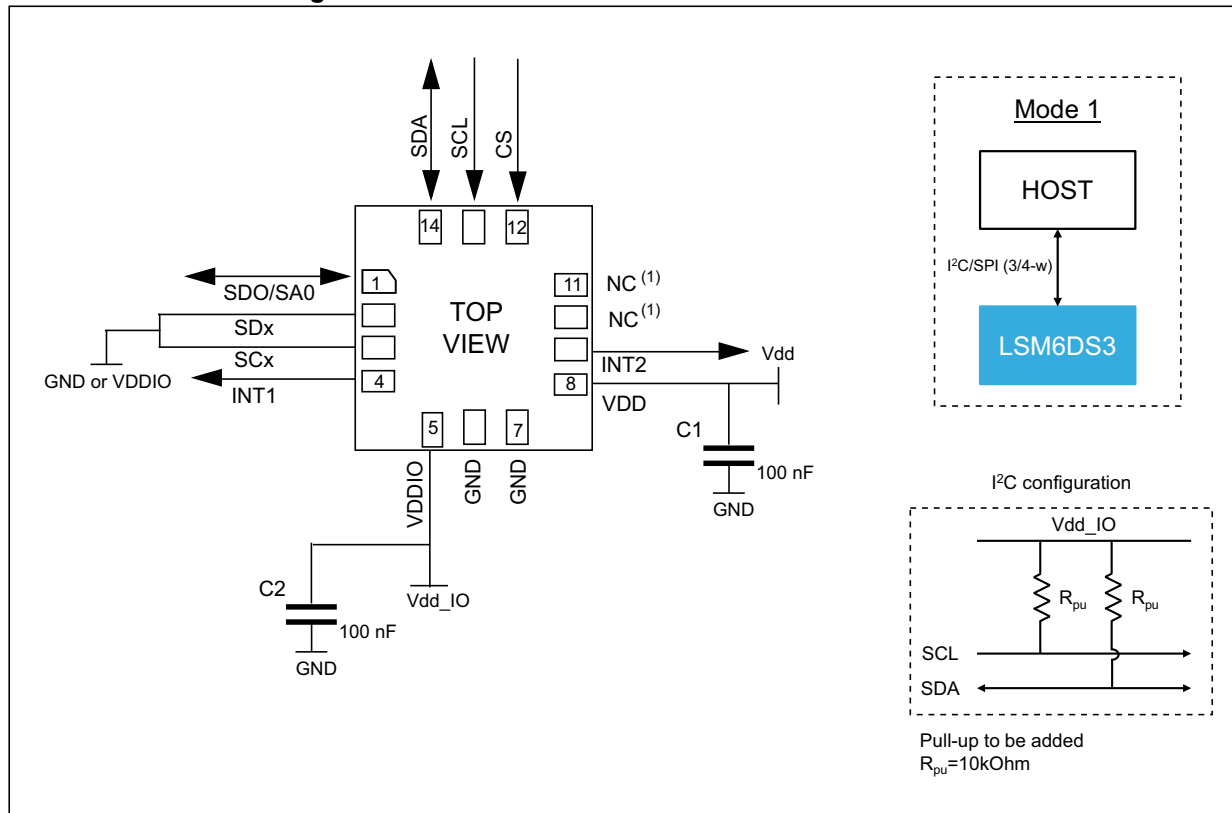 SDA
SCL
CS
14
12
1
SDO/SA0
SDx
SCx
GND or VDDIO
INT1
4
TOP
VIEW
11
NC (1)
NC (1)
INT2
Vdd
8
VDD
5
7
VDDIO
GND
GND
C1
100 nF
GND
C2
100 nF
GND
Vdd_IO
Mode 1
HOST
I²C/SPI (3/4-w)
LSM6DS3
I²C configuration
Vdd_IO
Rpu
Rpu
SCL
SDA
Pull-up to be added
Rpu=10kOhm